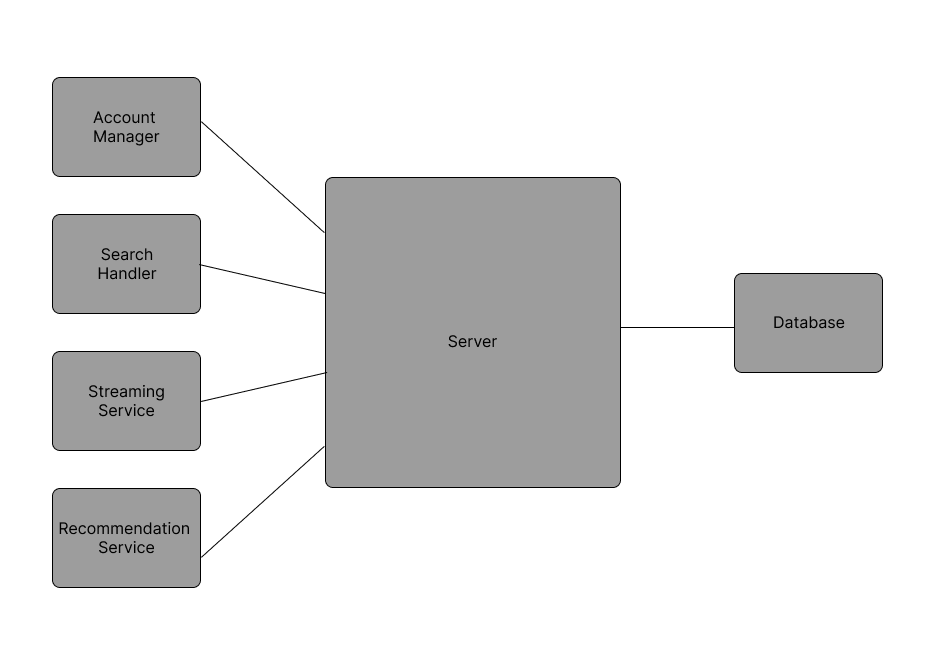 Account
Manager
Search
Handler
Streaming
Service
Recommendation
Service
Server
Database